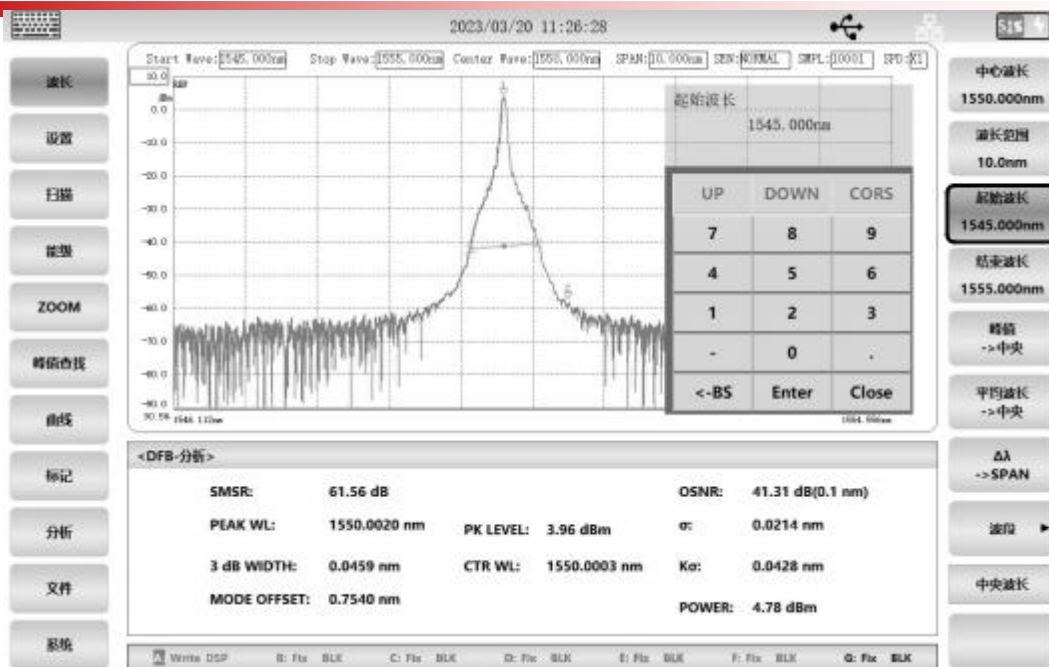 2023/03/20 11:26:28
51%
Start Wave:1545.000nm Stop Wave:1555.000nm Center Wave:1550.000nm SPAN:10.000nm SEN:NORMAL SMPL:10001 SPD:X1
波长
设置
扫描
能级
ZOOM
峰值查找
曲线
标记
分析
文件
系统
10.0
REF
dBm
0.0
-10.0
-20.0
-30.0
-40.0
-50.0
-60.0
-70.0
-80.0
-90.0
起始波长
1545.000nm
UP DOWN CORS
7 8 9
4 5 6
1 2 3
- 0 .
<-BS Enter Close
<DFB-分析>
SMSR: 61.56 dB OSNR: 41.31 dB(0.1 nm)
PEAK WL: 1550.0020 nm PK LEVEL: 3.96 dBm σ: 0.0214 nm
3 dB WIDTH: 0.0459 nm CTR WL: 1550.0003 nm Kσ: 0.0428 nm
MODE OFFSET: 0.7540 nm POWER: 4.78 dBm
A Write DSP B: Fix BLK C: Fix BLK D: Fix BLK E: Fix BLK F: Fix BLK G: Fix BLK
中心波长
1550.000nm
波长范围
10.0nm
起始波长
1545.000nm
结束波长
1555.000nm
峰值
->中央
平均波长
->中央
Δλ
->SPAN
波段
中央波长